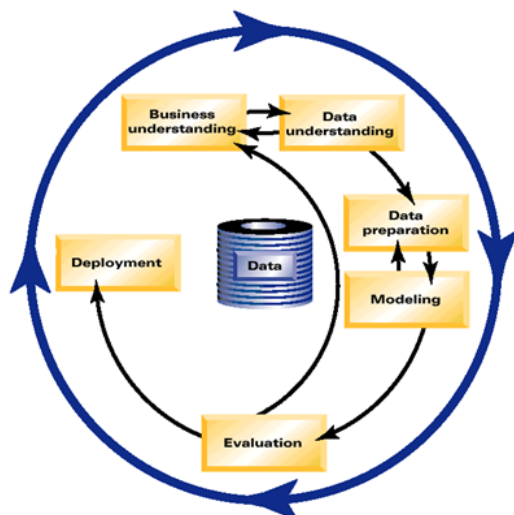 Business
understanding
Data
understanding
Data
preparation
Modeling
Evaluation
Deployment
Data